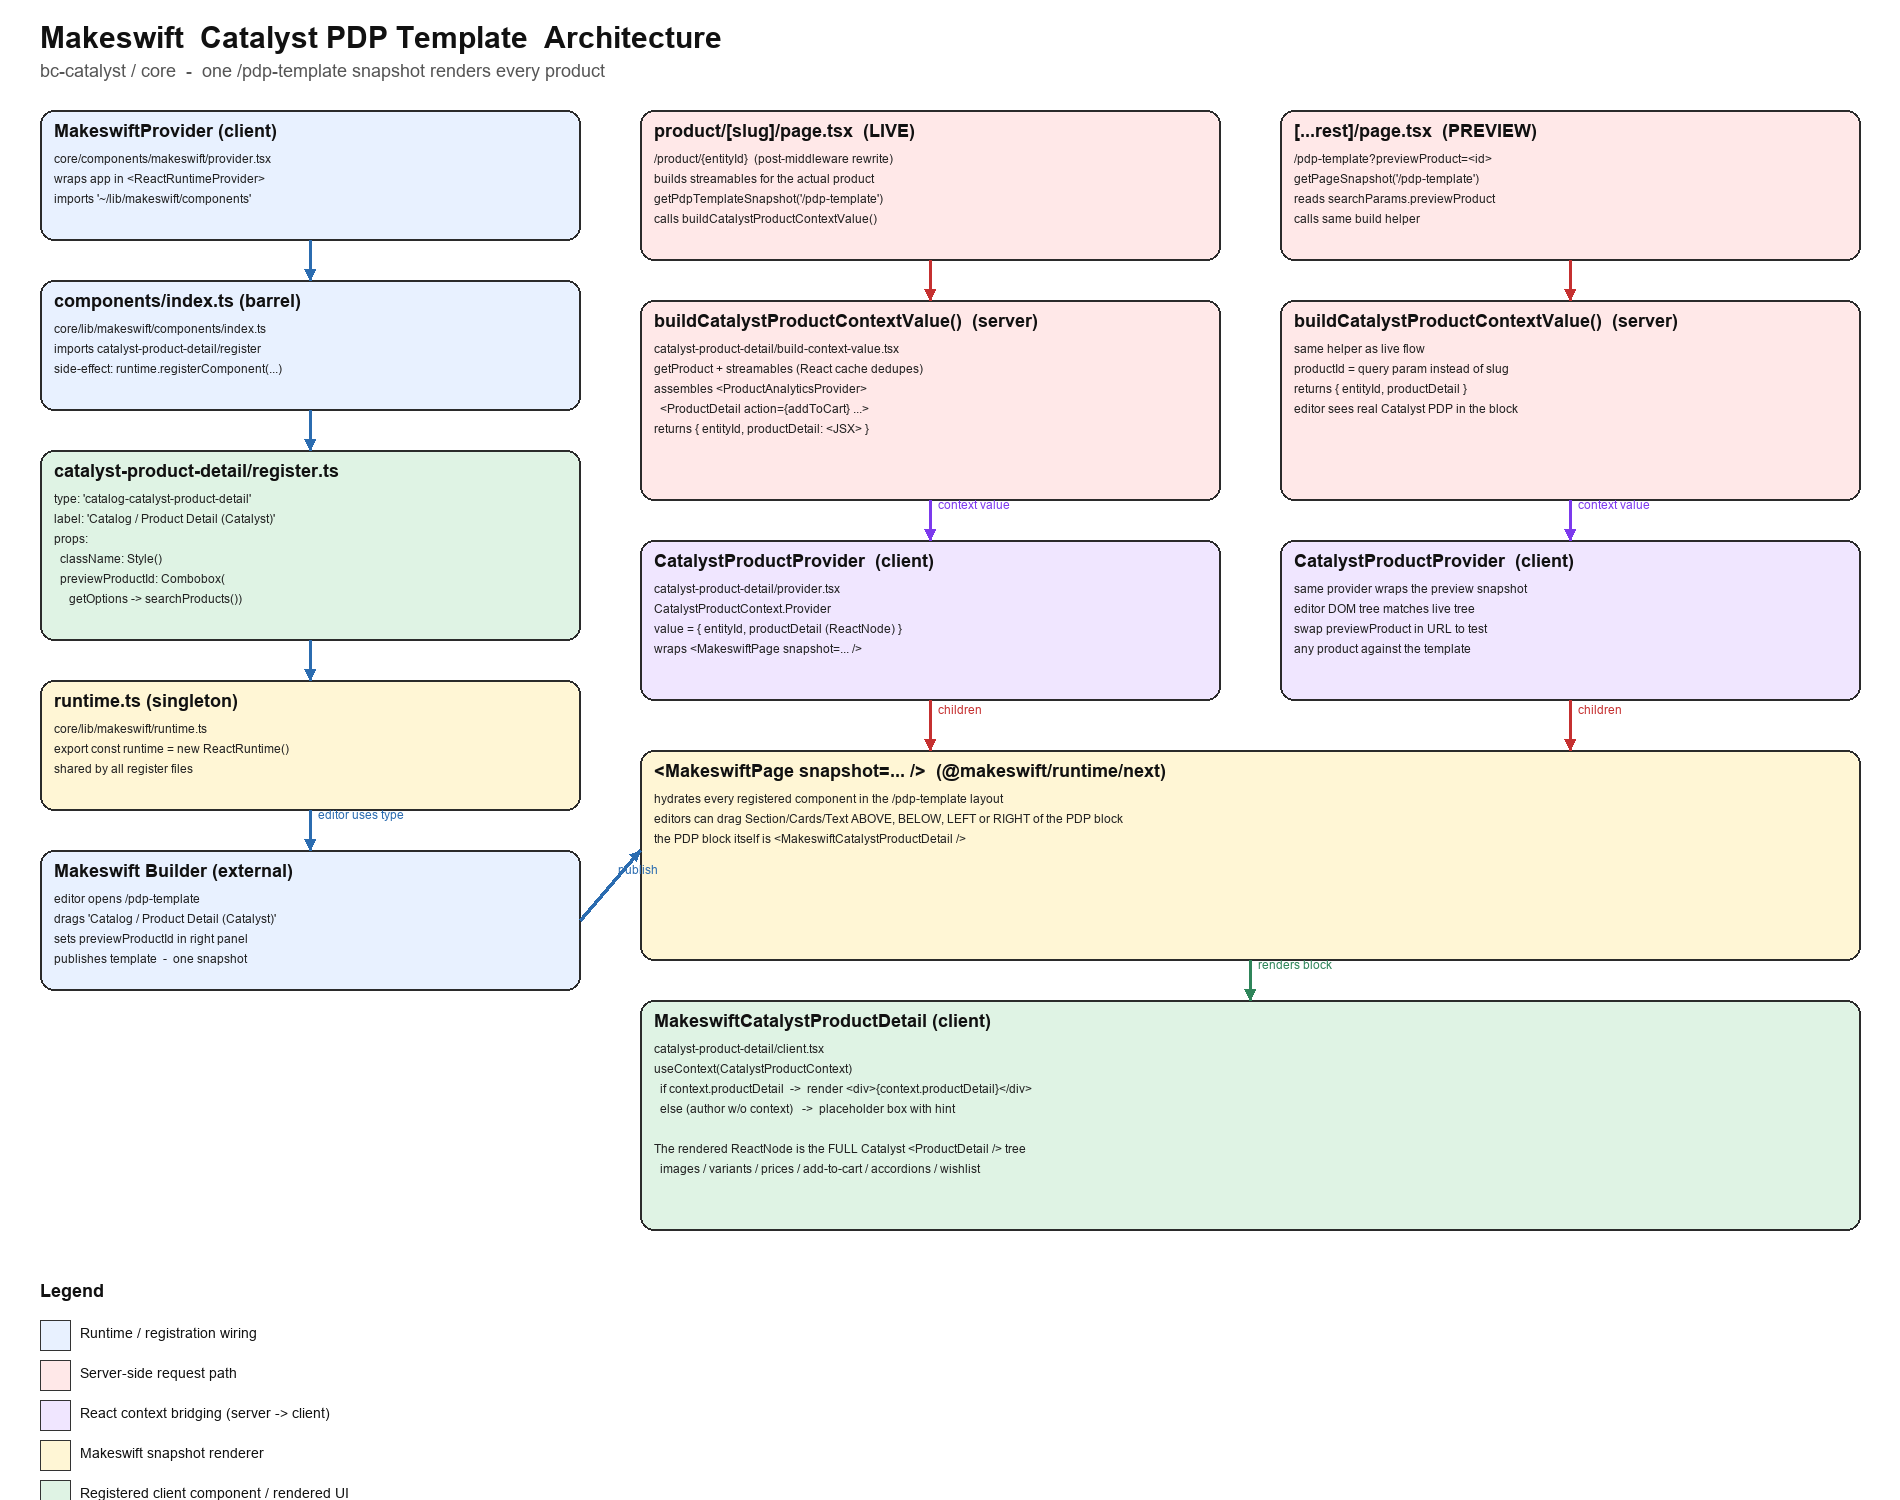 Makeswift  Catalyst PDP Template  Architecture
bc-catalyst / core  -  one /pdp-template snapshot renders every product
MakeswiftProvider (client)
core/components/makeswift/provider.tsx
wraps app in <ReactRuntimeProvider>
imports '~/lib/makeswift/components'
components/index.ts (barrel)
core/lib/makeswift/components/index.ts
imports catalyst-product-detail/register
side-effect: runtime.registerComponent(...)
catalyst-product-detail/register.ts
type: 'catalog-catalyst-product-detail'
label: 'Catalog / Product Detail (Catalyst)'
props:
className: Style()
previewProductId: Combobox(
getOptions -> searchProducts())
runtime.ts (singleton)
core/lib/makeswift/runtime.ts
export const runtime = new ReactRuntime()
shared by all register files
editor uses type
Makeswift Builder (external)
editor opens /pdp-template
drags 'Catalog / Product Detail (Catalyst)'
sets previewProductId in right panel
publishes template  -  one snapshot
publish
product/[slug]/page.tsx  (LIVE)
/product/{entityId}  (post-middleware rewrite)
builds streamables for the actual product
getPdpTemplateSnapshot('/pdp-template')
calls buildCatalystProductContextValue()
buildCatalystProductContextValue()  (server)
catalyst-product-detail/build-context-value.tsx
getProduct + streamables (React cache dedupes)
assembles <ProductAnalyticsProvider>
<ProductDetail action={addToCart} ...>
returns { entityId, productDetail: <JSX> }
context value
CatalystProductProvider  (client)
catalyst-product-detail/provider.tsx
CatalystProductContext.Provider
value = { entityId, productDetail (ReactNode) }
wraps <MakeswiftPage snapshot=... />
children
[...rest]/page.tsx  (PREVIEW)
/pdp-template?previewProduct=<id>
getPageSnapshot('/pdp-template')
reads searchParams.previewProduct
calls same build helper
buildCatalystProductContextValue()  (server)
same helper as live flow
productId = query param instead of slug
returns { entityId, productDetail }
editor sees real Catalyst PDP in the block
context value
CatalystProductProvider  (client)
same provider wraps the preview snapshot
editor DOM tree matches live tree
swap previewProduct in URL to test
any product against the template
children
<MakeswiftPage snapshot=... />  (@makeswift/runtime/next)
hydrates every registered component in the /pdp-template layout
editors can drag Section/Cards/Text ABOVE, BELOW, LEFT or RIGHT of the PDP block
the PDP block itself is <MakeswiftCatalystProductDetail />
renders block
MakeswiftCatalystProductDetail (client)
catalyst-product-detail/client.tsx
useContext(CatalystProductContext)
if context.productDetail  ->  render <div>{context.productDetail}</div>
else (author w/o context)  ->  placeholder box with hint
The rendered ReactNode is the FULL Catalyst <ProductDetail /> tree
images / variants / prices / add-to-cart / accordions / wishlist
Legend
Runtime / registration wiring
Server-side request path
React context bridging (server -> client)
Makeswift snapshot renderer
Registered client component / rendered UI